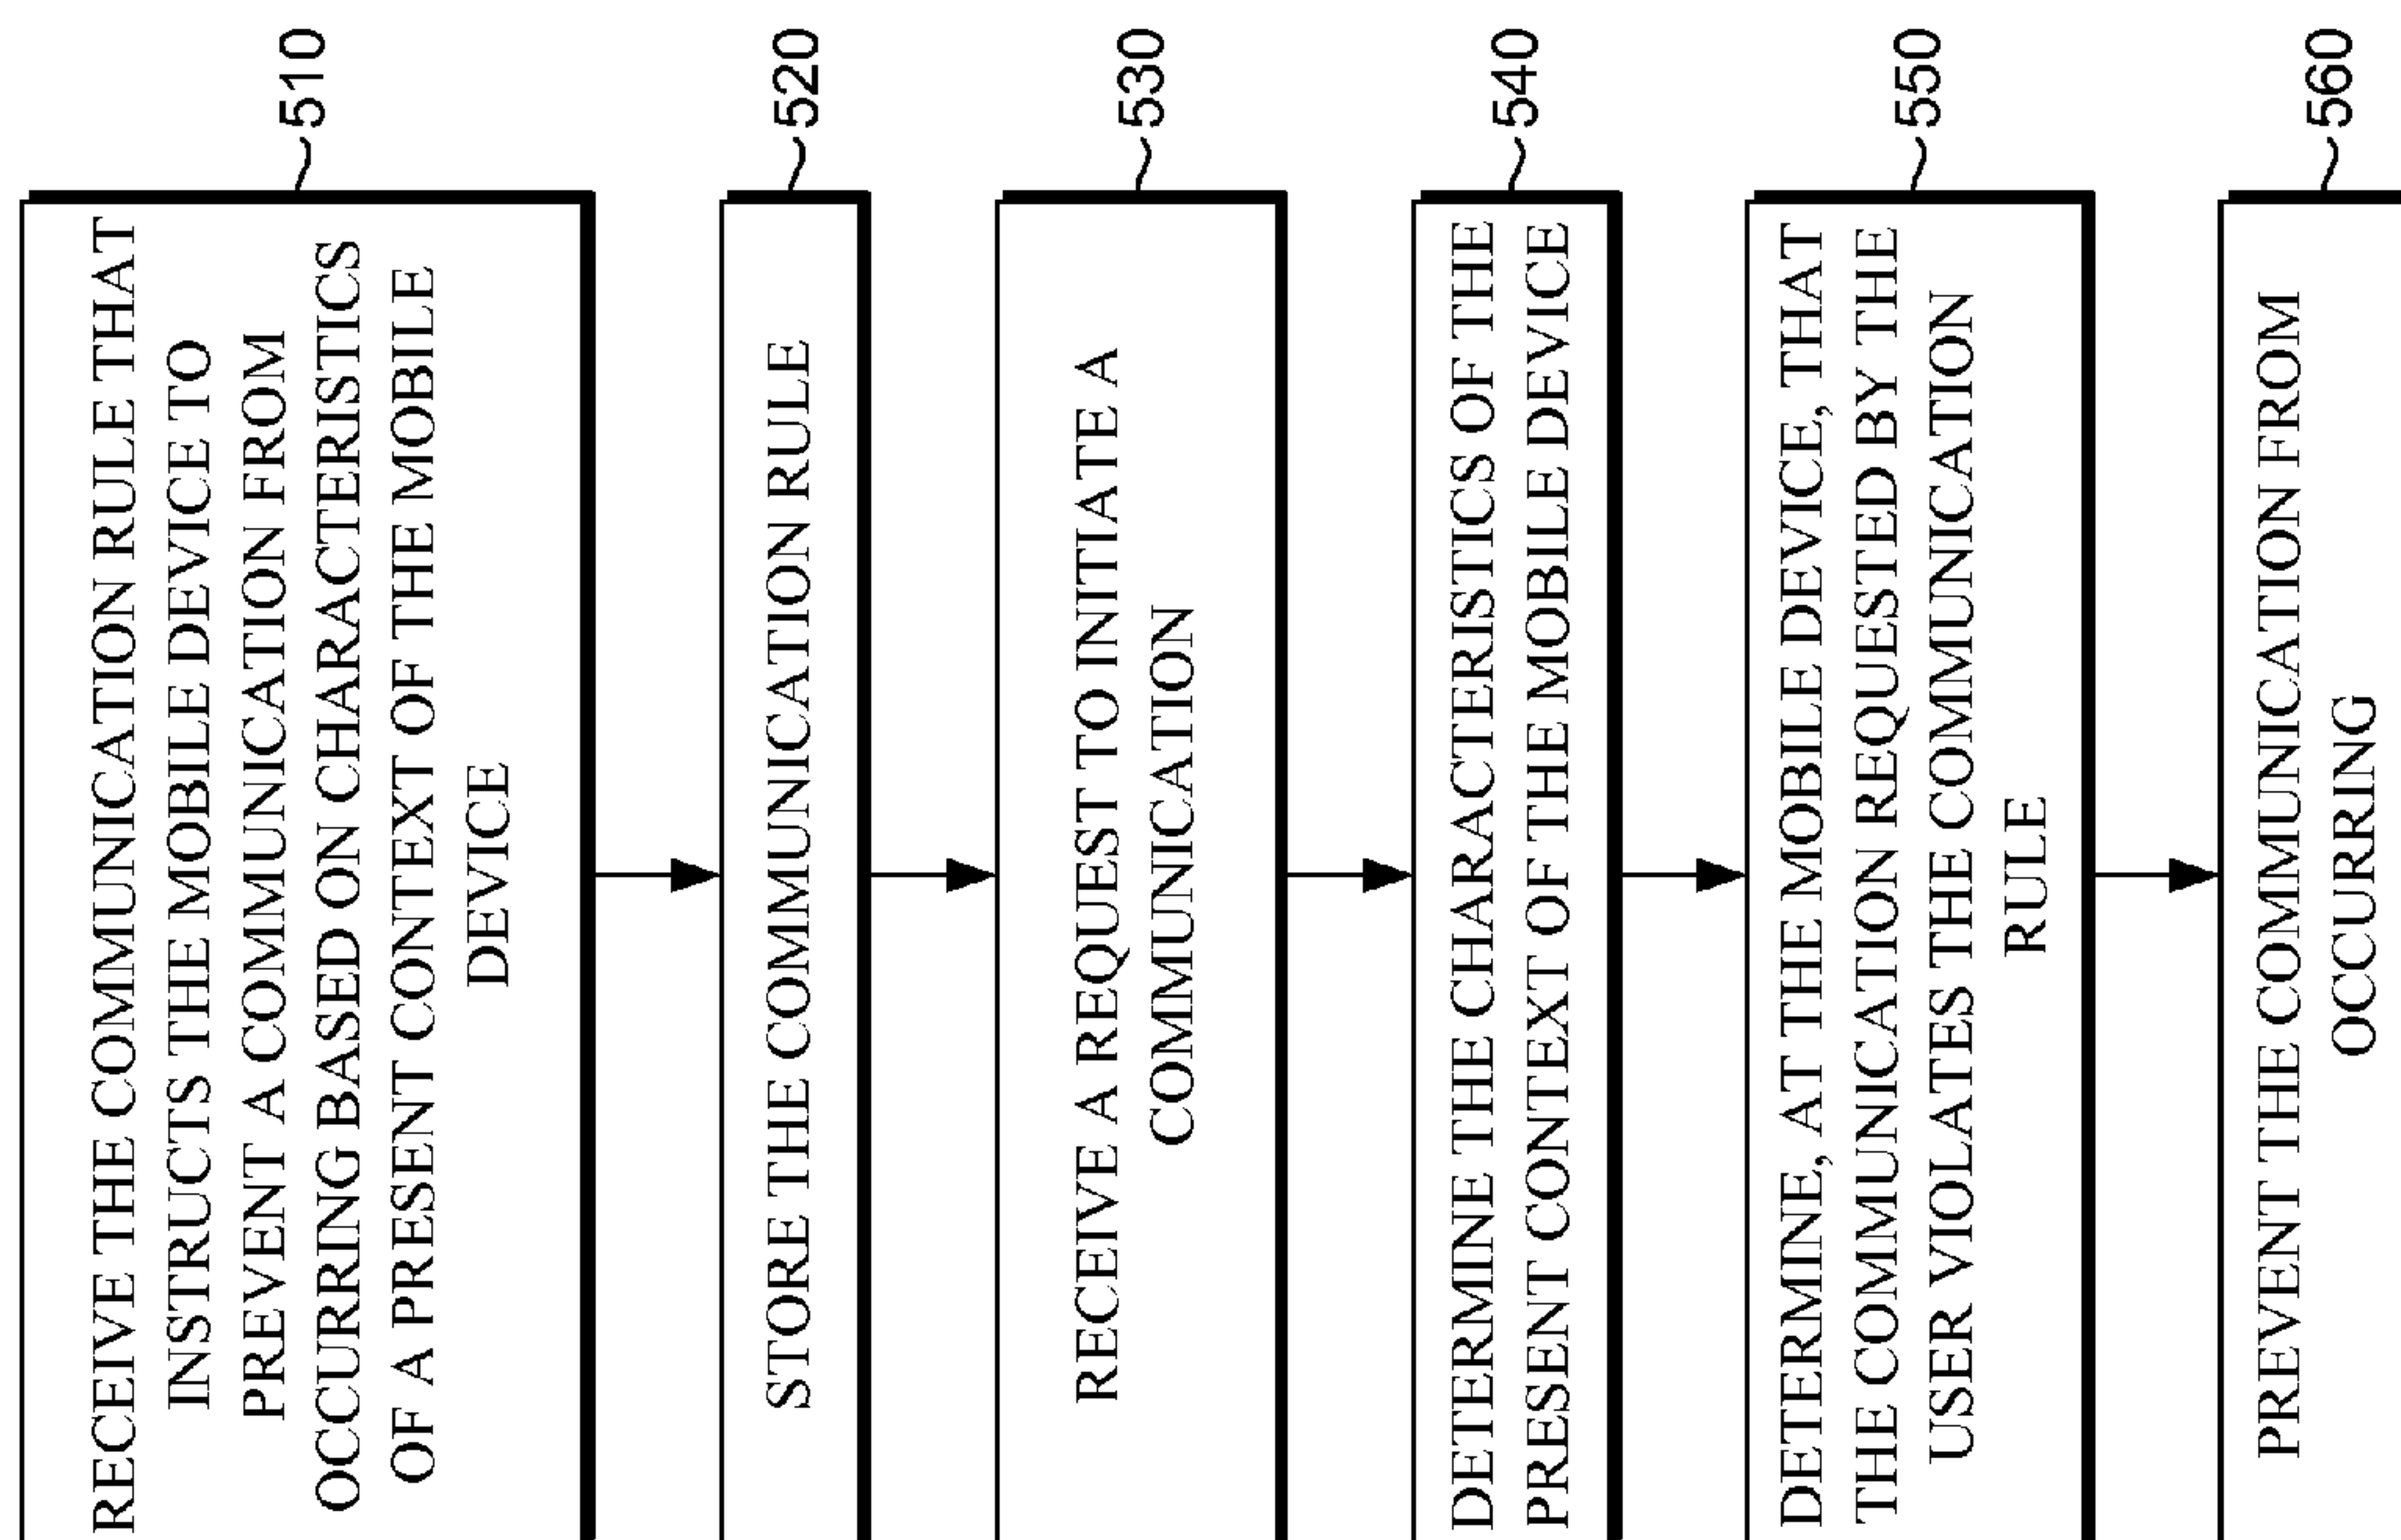 RECEIVE THE COMMUNICATION RULE THAT
INSTRUCTS THE MOBILE DEVICE TO
PREVENT A COMMUNICATION FROM
OCCURRING BASED ON CHARACTERISTICS
OF A PRESENT CONTEXT OF THE MOBILE
DEVICE
510
STORE THE COMMUNICATION RULE
520
RECEIVE A REQUEST TO INITIATE A
COMMUNICATION
530
DETERMINE THE CHARACTERISTICS OF THE
PRESENT CONTEXT OF THE MOBILE DEVICE
540
DETERMINE, AT THE MOBILE DEVICE, THAT
THE COMMUNICATION REQUESTED BY THE
USER VIOLATES THE COMMUNICATION
RULE
550
PREVENT THE COMMUNICATION FROM
OCCURRING
560